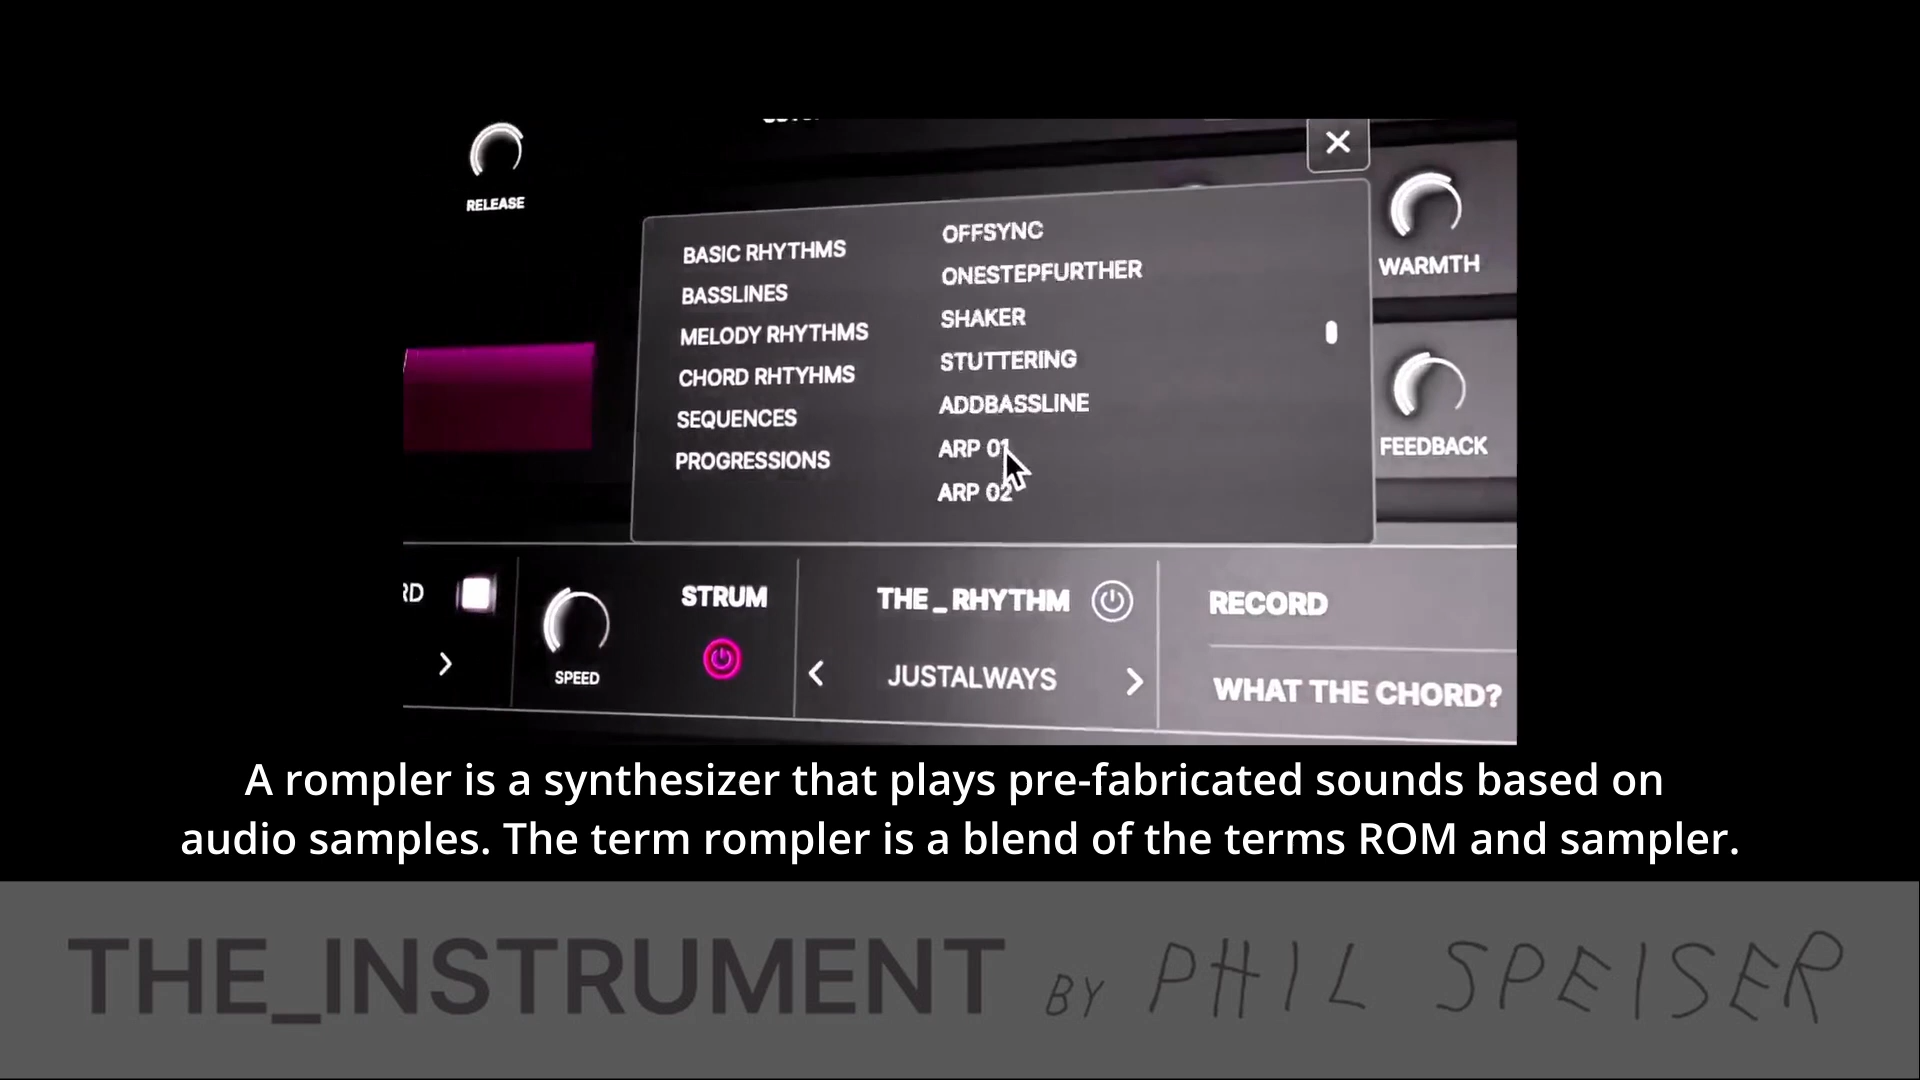 RELEASE
WARMTH
FEEDBACK
BASIC RHYTHMS
BASSLINES
MELODY RHYTHMS
CHORD RHTYHMS
SEQUENCES
PROGRESSIONS
OFFSYNC
ONESTEPFURTHER
SHAKER
STUTTERING
ADDBASSLINE
ARP 01
ARP 02
SPEED
STRUM
THE_RHYTHM
JUSTALWAYS
RECORD
WHAT THE CHORD?
A rompler is a synthesizer that plays pre-fabricated sounds based on
audio samples. The term rompler is a blend of the terms ROM and sampler.
THE_INSTRUMENT BY PHIL SPEISER